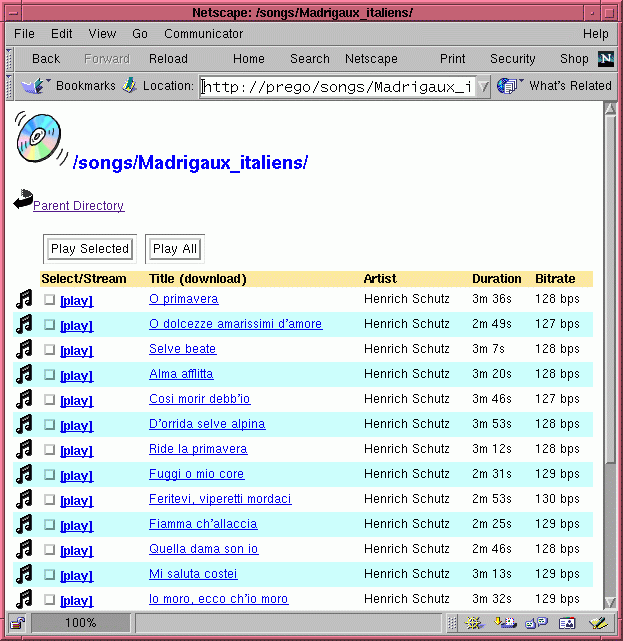 Netscape: /songs/Madrigaux_italiens/
File Edit View Go Communicator Help
Back Forward Reload Home Search Netscape Print Security Shop N
Bookmarks Location: http://prego/songs/Madrigaux_i What's Related
/songs/Madrigaux_italiens/
Parent Directory
Play Selected Play All
Select/Stream Title (download) Artist Duration Bitrate
[play] O primavera Henrich Schutz 3m 36s 128 bps
[play] O dolcezze amarissimi d'amore Henrich Schutz 2m 49s 127 bps
[play] Selve beate Henrich Schutz 3m 7s 128 bps
[play] Alma afflitta Henrich Schutz 3m 20s 128 bps
[play] Cosi morir debb'io Henrich Schutz 3m 46s 127 bps
[play] D'orrida selve alpina Henrich Schutz 3m 53s 128 bps
[play] Ride la primavera Henrich Schutz 3m 12s 128 bps
[play] Fuggi o mio core Henrich Schutz 2m 31s 129 bps
[play] Feritevi, viperetti mordaci Henrich Schutz 2m 53s 130 bps
[play] Fiamma ch'allaccia Henrich Schutz 2m 25s 129 bps
[play] Quella dama son io Henrich Schutz 2m 46s 128 bps
[play] Mi saluta costei Henrich Schutz 3m 13s 129 bps
[play] Io moro, ecco ch'io moro Henrich Schutz 3m 32s 129 bps
100%